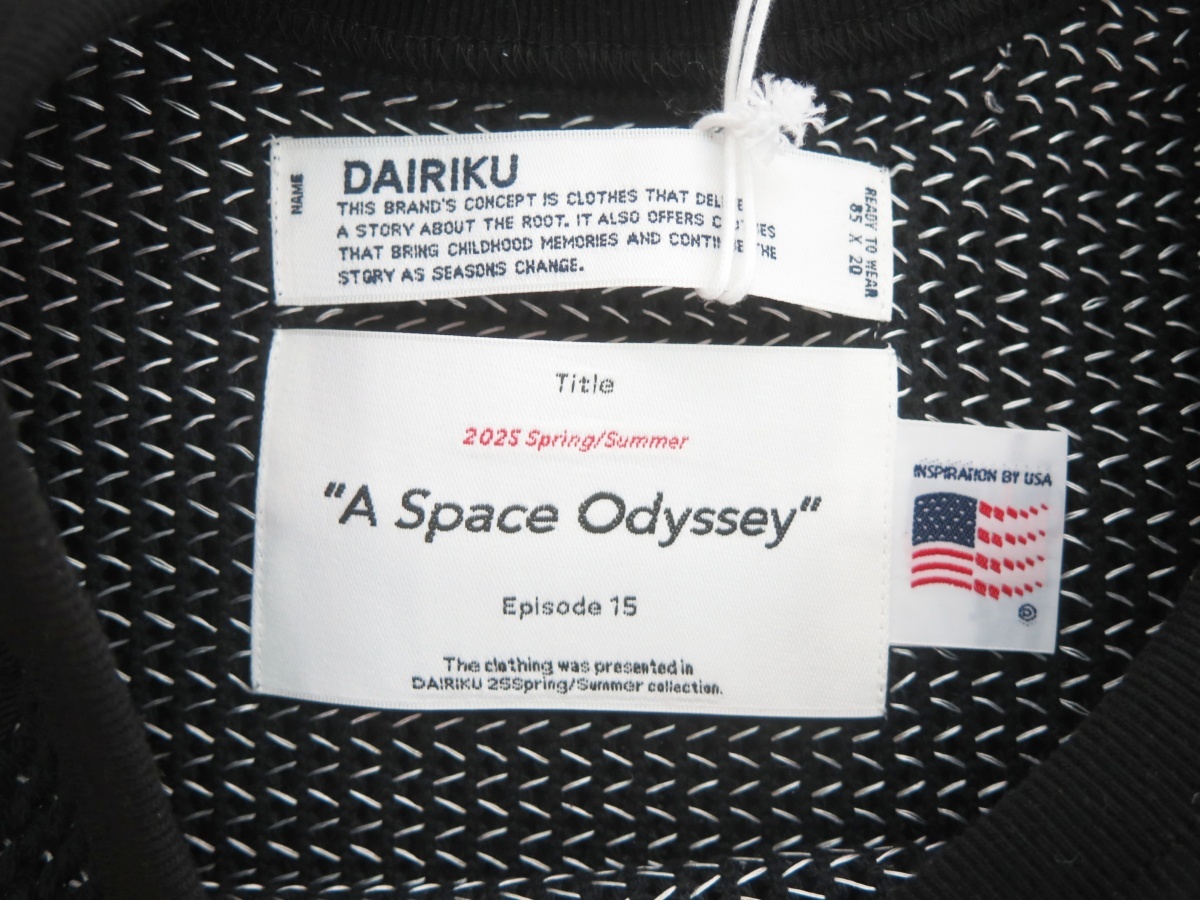 NAME
DAIRIKU
THIS BRAND'S CONCEPT IS CLOTHES THAT
A STORY ABOUT THE ROOT. IT ALSO OFFERS
THAT BRING CHILDHOOD MEMORIES AND
STORY AS SEASONS CHANGE.
READY TO WEAR
85 X 20
Title
2025 Spring/Summer
"A Space Odyssey"
Episode 15
The clothing was presented in
DAIRIKU 25Spring/Summer collection.
INSPIRATION BY USA
©